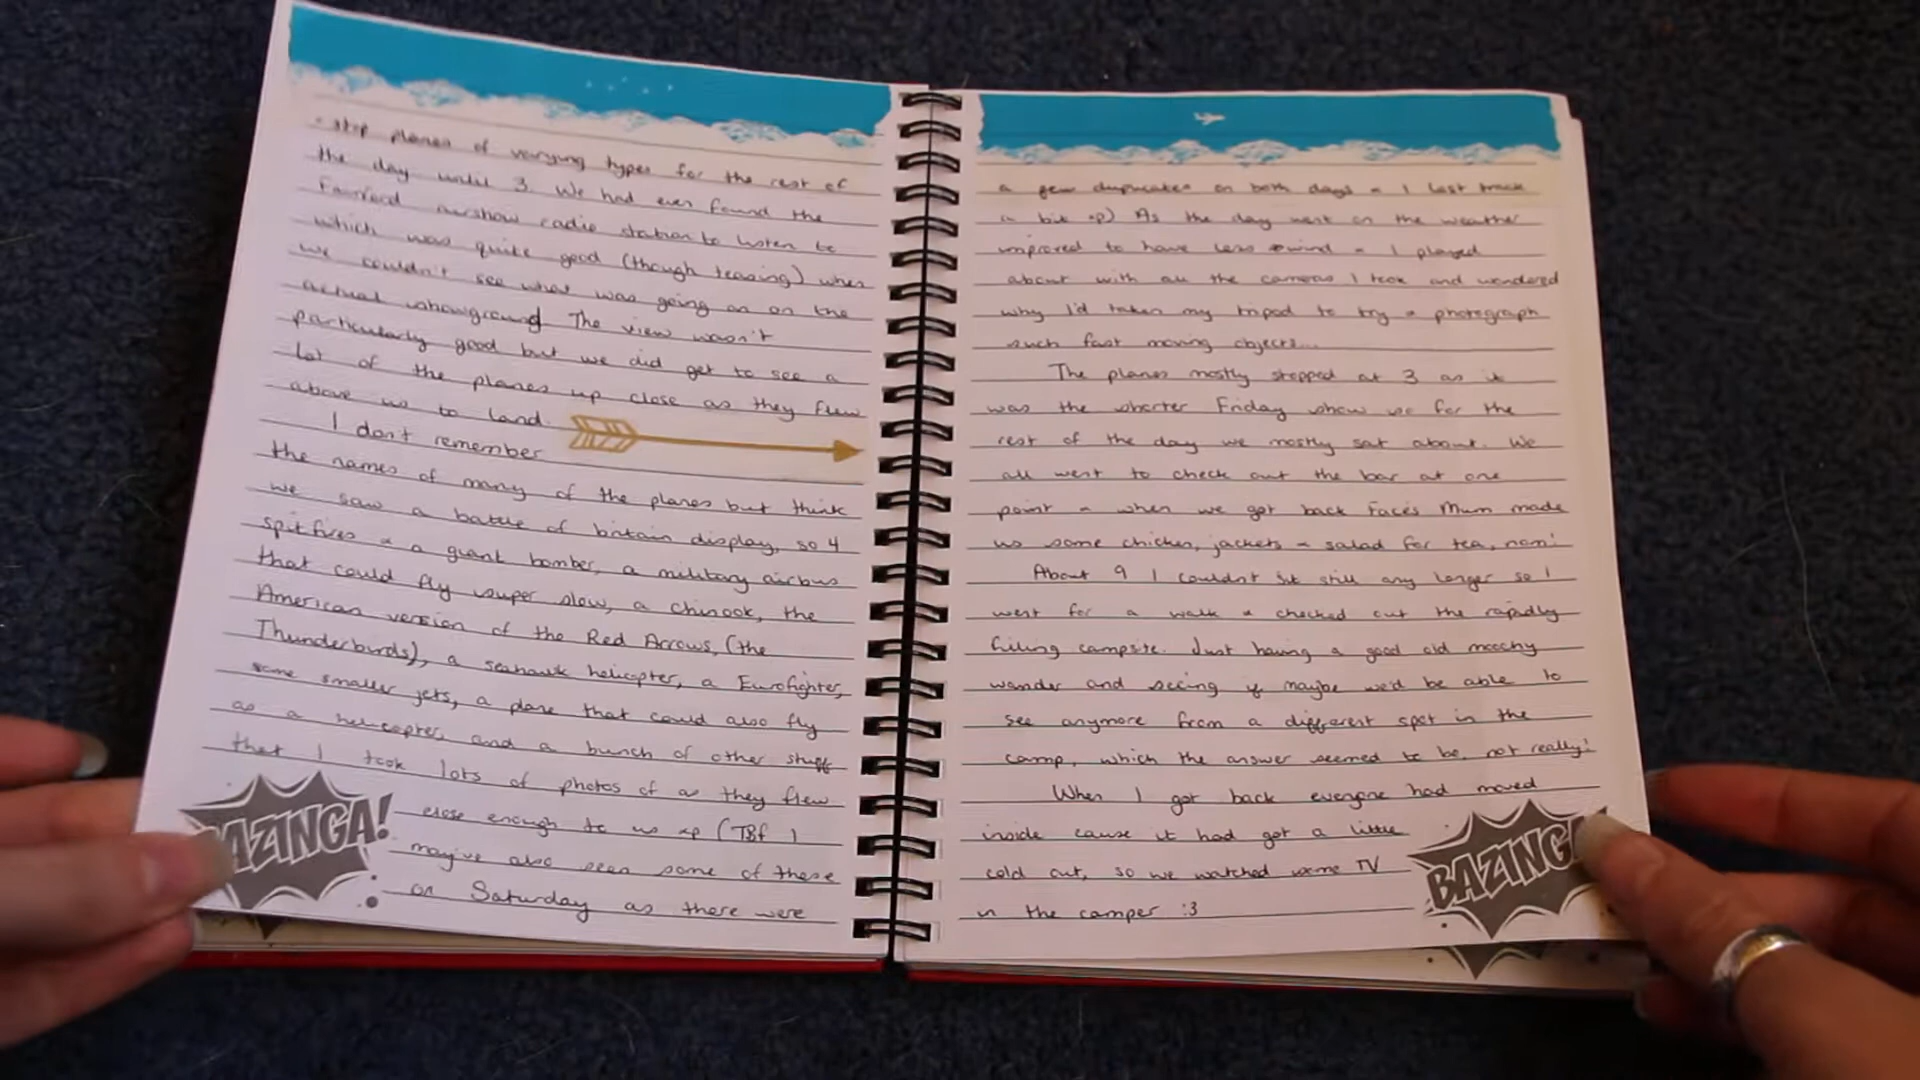 - stop planes of varying types for the rest of
the day until 3. We had even found the
Fairford airshow radio station to listen to
which was quite good (though teasing) when
we couldn't see what was going on on the
actual showground. The view wasn't
particularly good but we did get to see a
lot of the planes up close as they flew
above us to land.
I don't remember
the names of many of the planes but think
we saw a battle of britain display, so 4
spitfires & a giant bomber, a military airbus
that could fly super slow, a chinook, the
American version of the Red Arrows, (the
Thunderbirds), a seahawk helicopter, a Eurofighter,
some smaller jets, a plane that could also fly
as a helicopter, and a bunch of other stuff
that I took lots of photos of as they flew
close enough to us :p (TBf I
may've also seen some of these
on Saturday as there were
BAZINGA!
a few duplicates on both days & I lost track
a bit :p) As the day went on the weather
improved to have less wind & I played
about with all the cameras I took and wondered
why I'd taken my tripod to try & photograph
such fast moving objects...
The planes mostly stopped at 3 as it
was the shorter Friday show so for the
rest of the day we mostly sat about. We
all went to check out the bar at one
point & when we got back Face's Mum made
us some chicken, jackets & salad for tea, nom!
About 9 I couldn't sit still any longer so I
went for a walk & checked out the rapidly
filling campsite. Just having a good old moochy
wander and seeing if maybe we'd be able to
see anymore from a different spot in the
camp, which the answer seemed to be, not really!
When I got back everyone had moved
inside cause it had got a little
cold out, so we watched some TV
in the camper :3
BAZINGA